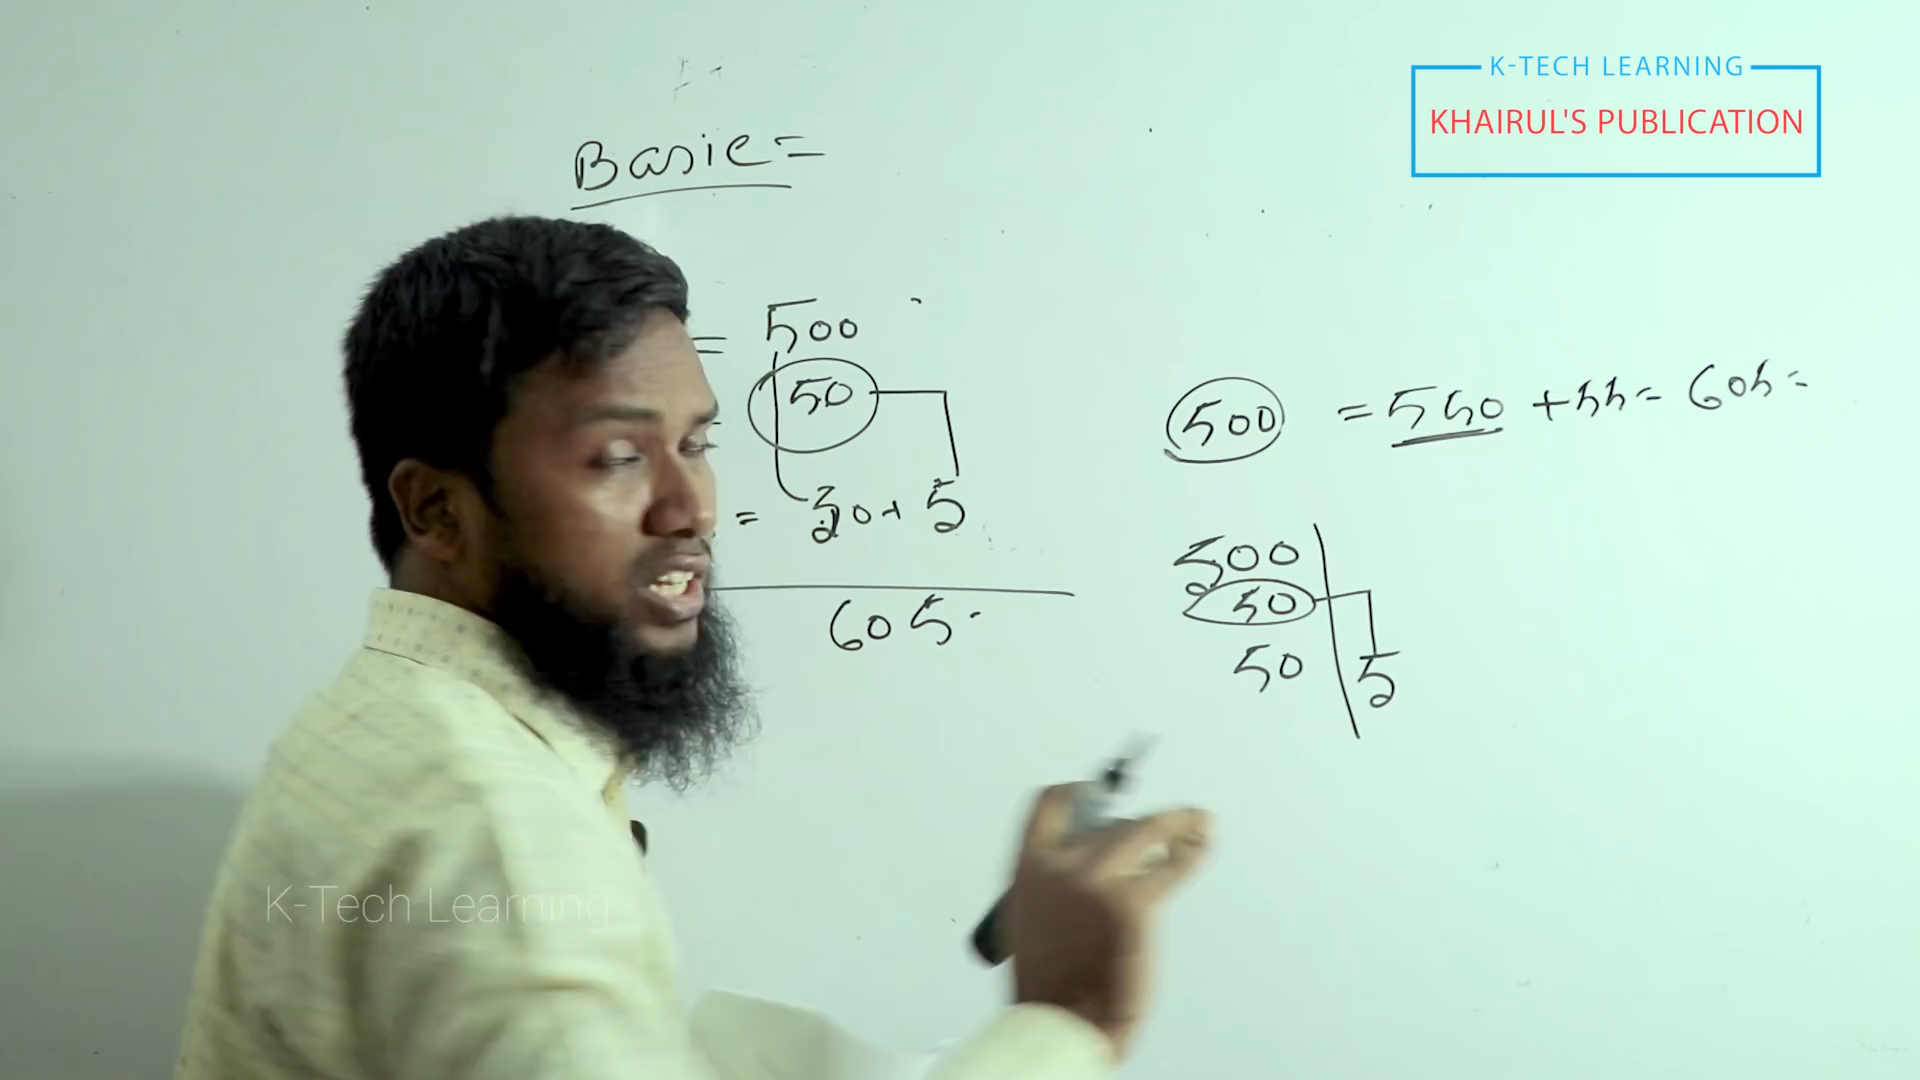 K-TECH LEARNING
KHAIRUL'S PUBLICATION
Basic =
= 500
50
= 50 + 5
605
500 = 550 + 55 = 605 =
500
50
50 5
K-Tech Learning